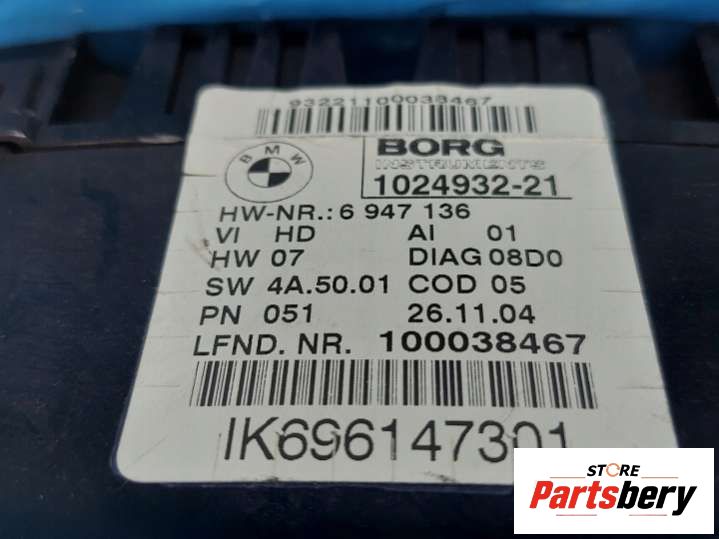 93221100038467
BMW
BORG
INSTRUMENTS
1024932-21
HW-NR.: 6 947 136
VI HD AI 01
HW 07 DIAG 08D0
SW 4A.50.01 COD 05
PN 051 26.11.04
LFND. NR. 100038467
IK696147301
STORE
Partsbery